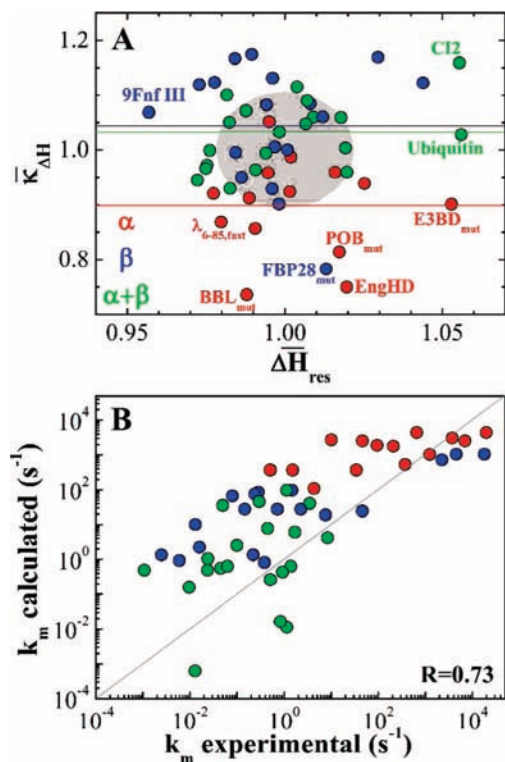 A
1.2
CI2
9Fnf III
κ̄ΔH
1.0
Ubiquitin
α
λ6-85,fast
E3BDmut
POBmut
β
0.8
FBP28mut
α+β
BBLmut
EngHD
0.95 1.00 1.05
ΔH̄res
B
10^4
10^2
10^0
10^-2
10^-4
km calculated (s^-1)
R=0.73
10^-4 10^-2 10^0 10^2 10^4
km experimental (s^-1)